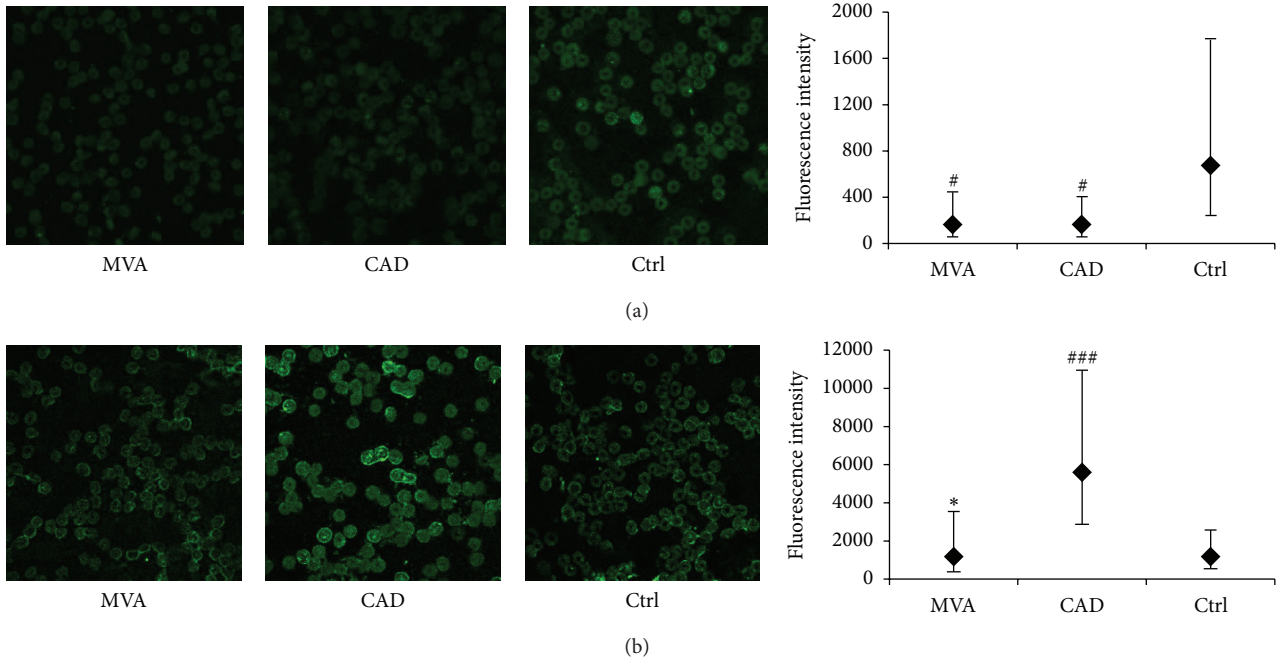 MVA
CAD
Ctrl
Fluorescence intensity
2000
1600
1200
800
400
0
#
#
MVA
CAD
Ctrl
(a)
MVA
CAD
Ctrl
Fluorescence intensity
12000
10000
8000
6000
4000
2000
0
*
###
MVA
CAD
Ctrl
(b)